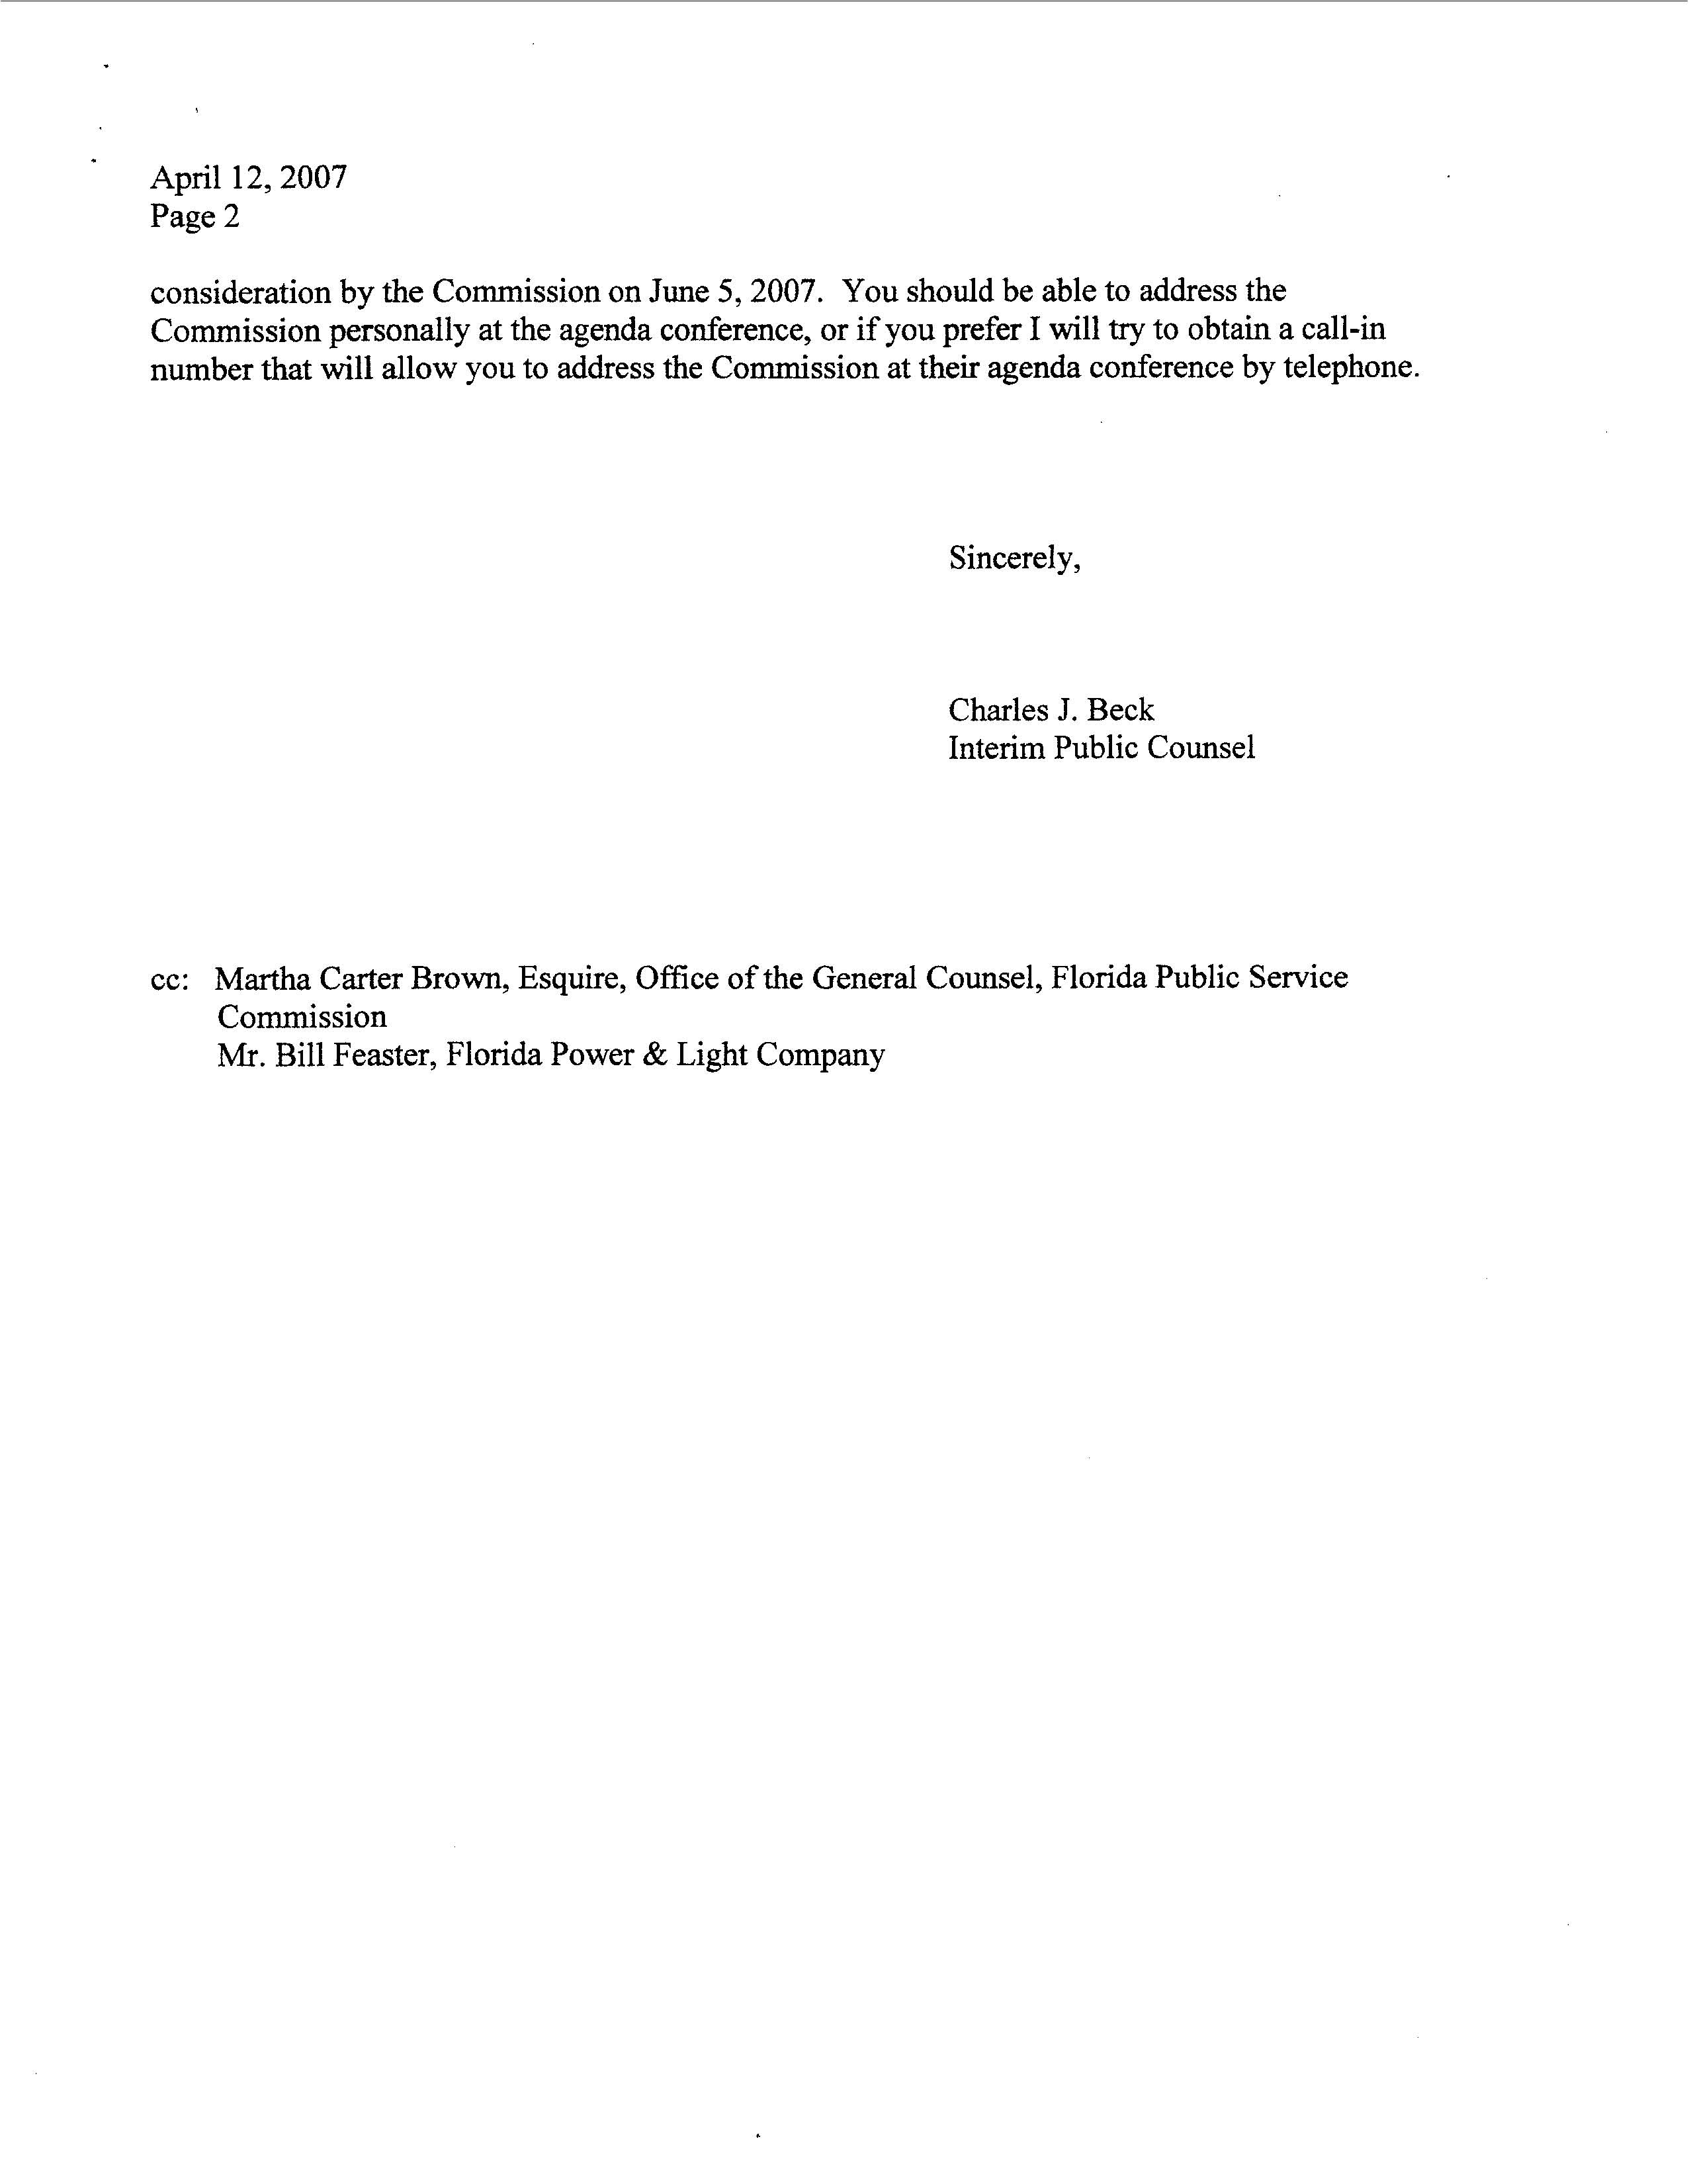 April 12, 2007
Page 2
consideration by the Commission on June 5, 2007.  You should be able to address the
Commission personally at the agenda conference, or if you prefer I will try to obtain a call-in
number that will allow you to address the Commission at their agenda conference by telephone.
Sincerely,
Charles J. Beck
Interim Public Counsel
cc: Martha Carter Brown, Esquire, Office of the General Counsel, Florida Public Service
Commission
Mr. Bill Feaster, Florida Power & Light Company